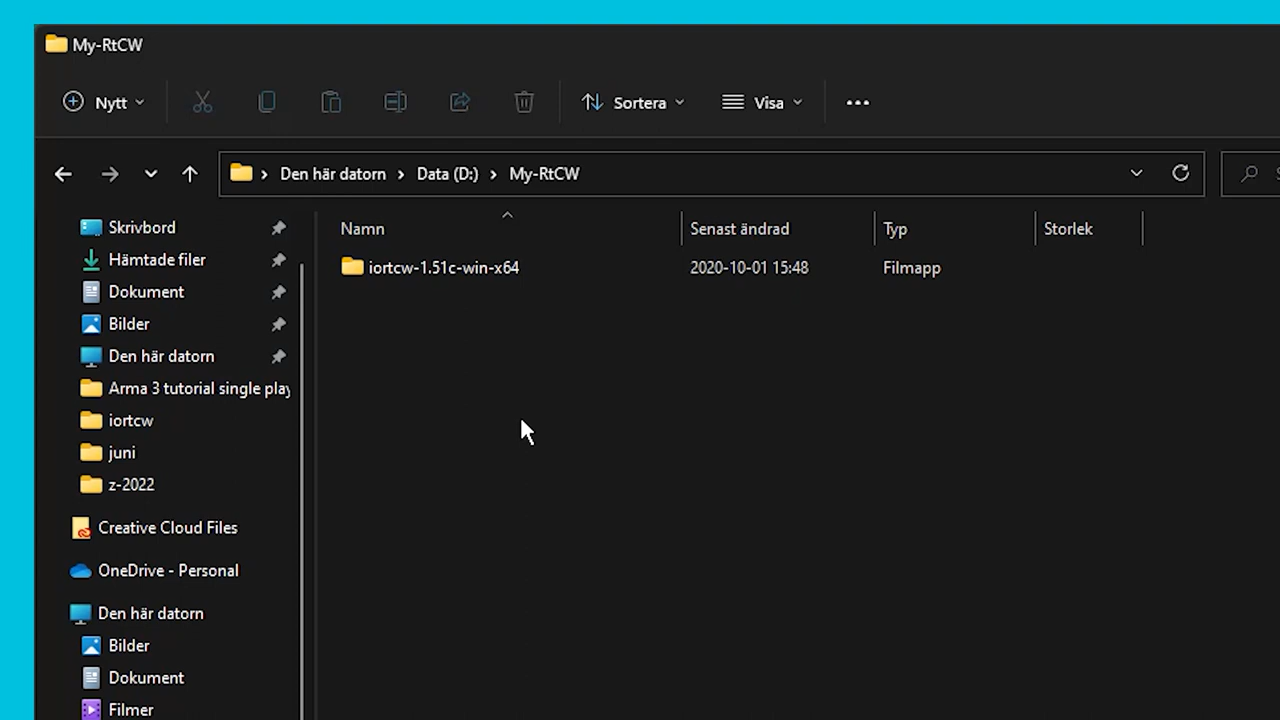 My-RtCW
Nytt
Sortera
Visa
Den här datorn
Data (D:)
My-RtCW
Namn
Senast ändrad
Typ
Storlek
iortcw-1.51c-win-x64
2020-10-01 15:48
Filmapp
Skrivbord
Hämtade filer
Dokument
Bilder
Den här datorn
Arma 3 tutorial single play
iortcw
juni
z-2022
Creative Cloud Files
OneDrive - Personal
Den här datorn
Bilder
Dokument
Filmer